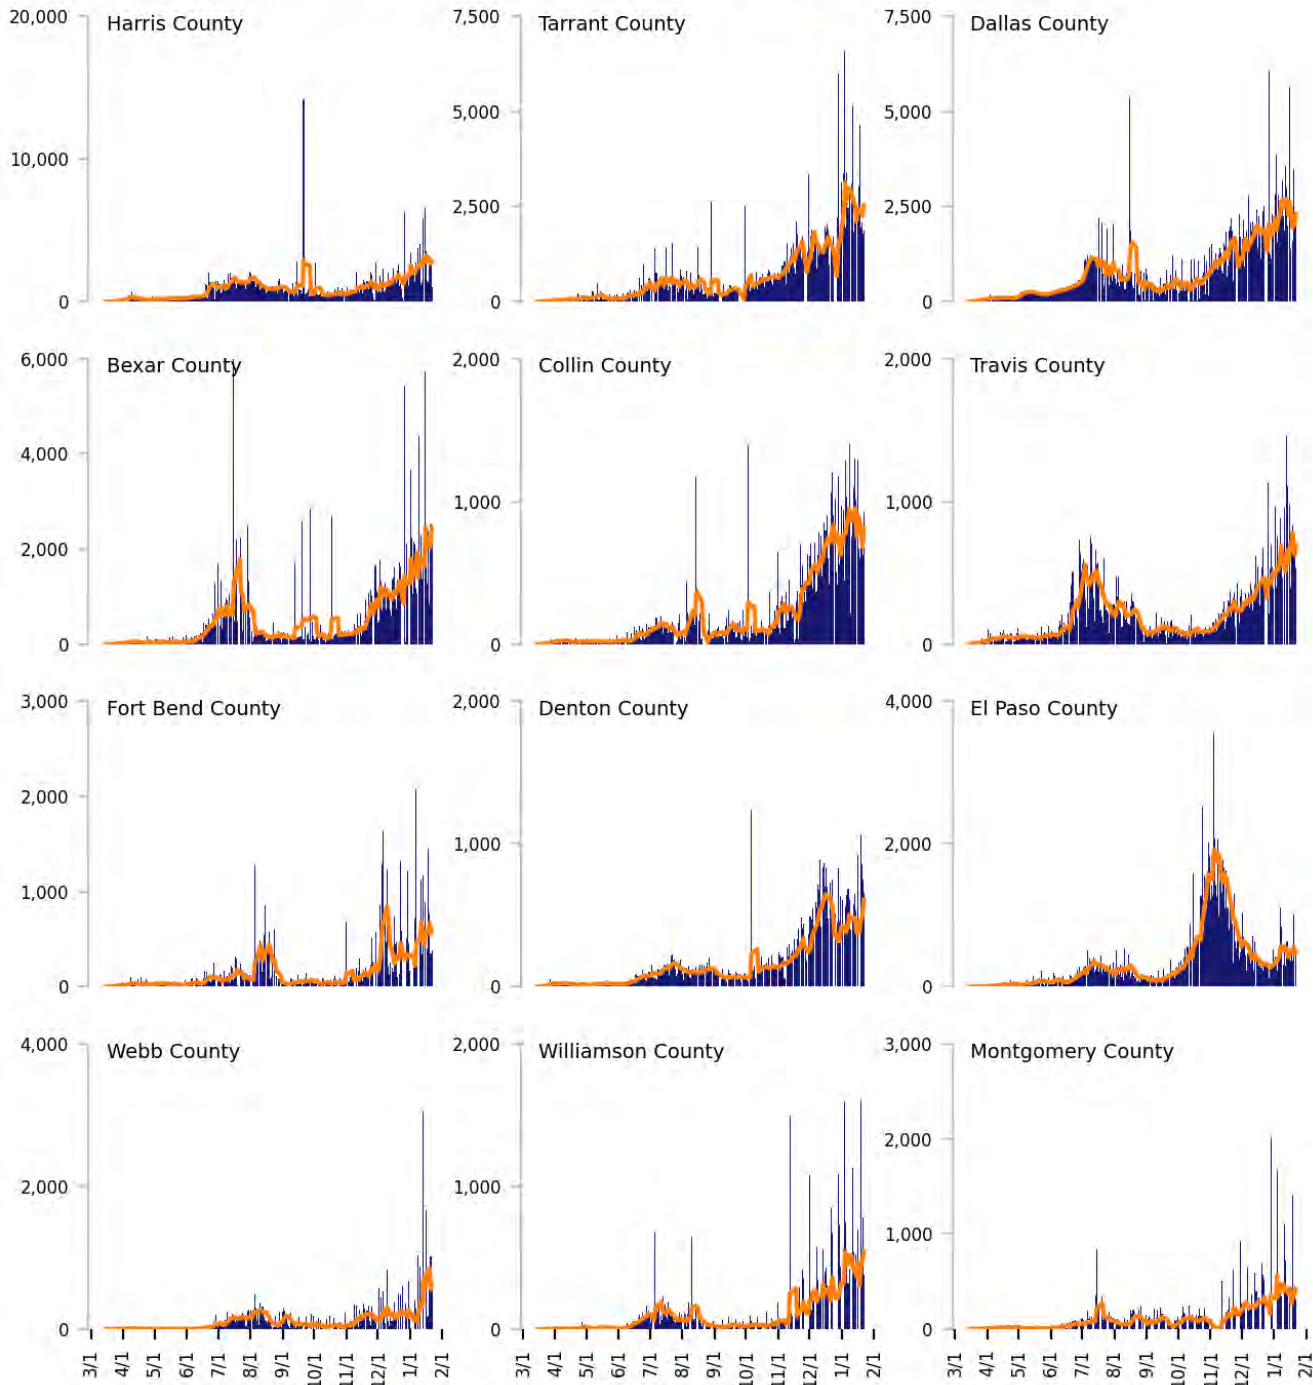 20,000 Harris County 7,500 Tarrant County 7,500 Dallas County
5,000 5,000
10,000
2,500 2,500
0 0 0
6,000 Bexar County 2,000 Collin County 2,000 Travis County
4,000
1,000 1,000
2,000
0 0 0
3,000 Fort Bend County 2,000 Denton County 4,000 El Paso County
2,000
1,000 2,000
1,000
0 0 0
4,000 Webb County 2,000 Williamson County 3,000 Montgomery County
2,000
2,000 1,000
1,000
0 0 0
3/1 4/1 5/1 6/1 7/1 8/1 9/1 10/1 11/1 12/1 1/1 2/1 3/1 4/1 5/1 6/1 7/1 8/1 9/1 10/1 11/1 12/1 1/1 2/1 3/1 4/1 5/1 6/1 7/1 8/1 9/1 10/1 11/1 12/1 1/1 2/1